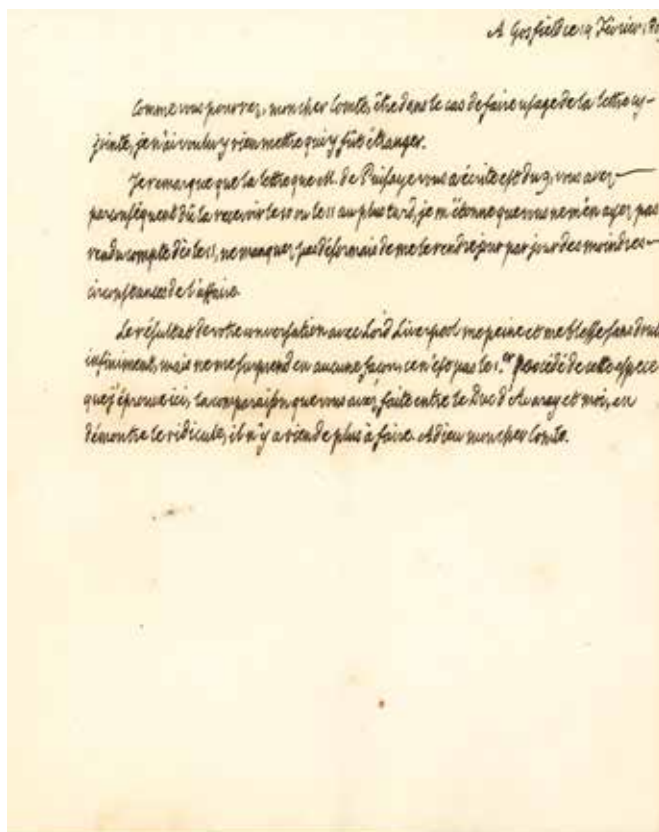 A Gosfield ce 19 Février 180
Comme vous pourrez, mon cher Comte, être dans le cas de faire usage de la lettre cy-
jointe, je n'ai voulu y rien mettre qui y fût étranger.
Je remarque que la lettre que M. de Puisaye vous a écrite est du 9, vous avez
par conséquent dû la recevoir le 10 ou le 11 au plus tard, je m'étonne que vous ne m'en ayez pas
rendu compte dès le 11, ne manquez pas désormais de me le rendre jour par jour des moindres
circonstances de l'affaire.
Le résultat de votre conversation avec Lord Liverpool me peine et me blesse sans doute
infiniment, mais ne me surprend en aucune façon, ce n'est pas le 1.er procédé de cette espèce
que j'éprouve ici, la comparaison que vous avez faite entre le Duc d'Avaray et moi, en
démontre le ridicule, il n'y a rien de plus à faire. Adieu mon cher Comte.